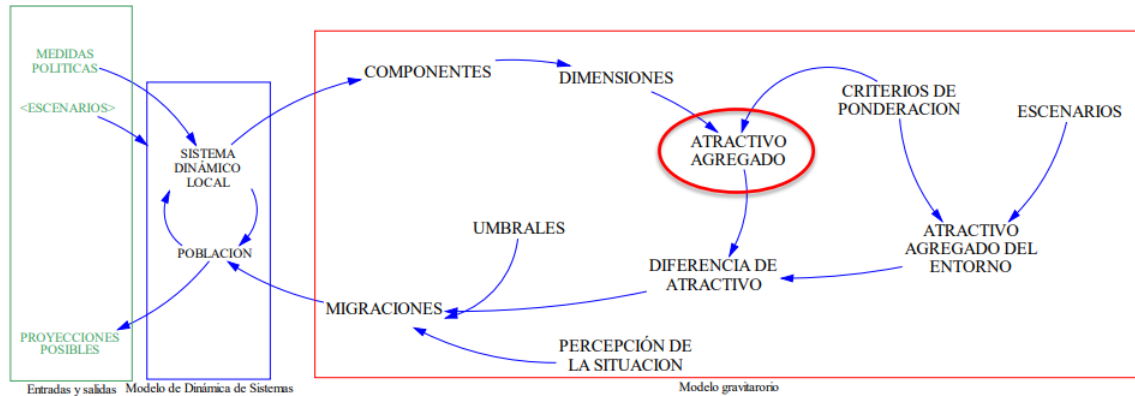 MEDIDAS
POLITICAS
<ESCENARIOS>
PROYECCIONES
POSIBLES
Entradas y salidas
SISTEMA
DINÁMICO
LOCAL
POBLACION
Modelo de Dinámica de Sistemas
COMPONENTES
DIMENSIONES
CRITERIOS DE
PONDERACION
ESCENARIOS
ATRACTIVO
AGREGADO
UMBRALES
ATRACTIVO
AGREGADO DEL
ENTORNO
DIFERENCIA DE
ATRACTIVO
MIGRACIONES
PERCEPCIÓN DE
LA SITUACION
Modelo gravitarorio